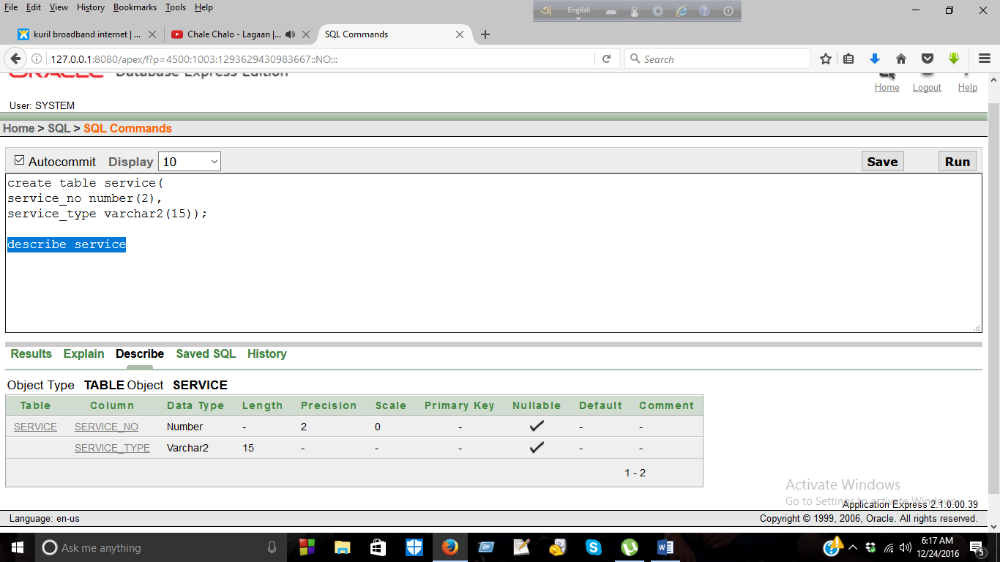 File Edit View History Bookmarks Tools Help
English
kuril broadband internet | ...
Chale Chalo - Lagaan |...
SQL Commands
127.0.0.1:8080/apex/f?p=4500:1003:1293629430983667::NO:::
Search
ORACLE Database Express Edition
Home Logout Help
User: SYSTEM
Home > SQL > SQL Commands
Autocommit Display 10 Save Run
create table service(
service_no number(2),
service_type varchar2(15));
describe service
Results Explain Describe Saved SQL History
Object Type TABLE Object SERVICE
Table Column Data Type Length Precision Scale Primary Key Nullable Default Comment
SERVICE SERVICE_NO Number - 2 0 - - -
SERVICE_TYPE Varchar2 15 - - - - -
1 - 2
Activate Windows
Go to Settings to activate Windows.
Application Express 2.1.0.00.39
Language: en-us
Copyright © 1999, 2006, Oracle. All rights reserved.
Ask me anything
6:17 AM
12/24/2016
5